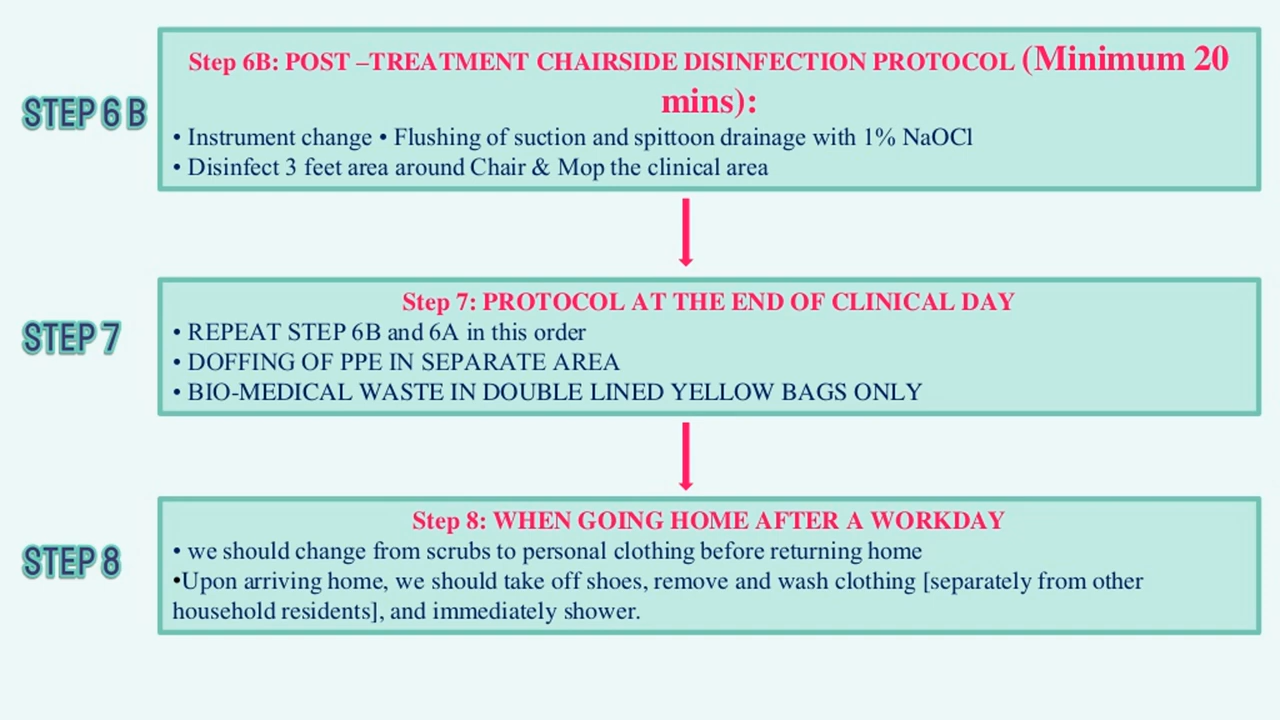 STEP 6 B
Step 6B: POST –TREATMENT CHAIRSIDE DISINFECTION PROTOCOL (Minimum 20
mins):
• Instrument change • Flushing of suction and spittoon drainage with 1% NaOCl
• Disinfect 3 feet area around Chair & Mop the clinical area
STEP 7
Step 7: PROTOCOL AT THE END OF CLINICAL DAY
• REPEAT STEP 6B and 6A in this order
• DOFFING OF PPE IN SEPARATE AREA
• BIO-MEDICAL WASTE IN DOUBLE LINED YELLOW BAGS ONLY
STEP 8
Step 8: WHEN GOING HOME AFTER A WORKDAY
• we should change from scrubs to personal clothing before returning home
•Upon arriving home, we should take off shoes, remove and wash clothing [separately from other
household residents], and immediately shower.